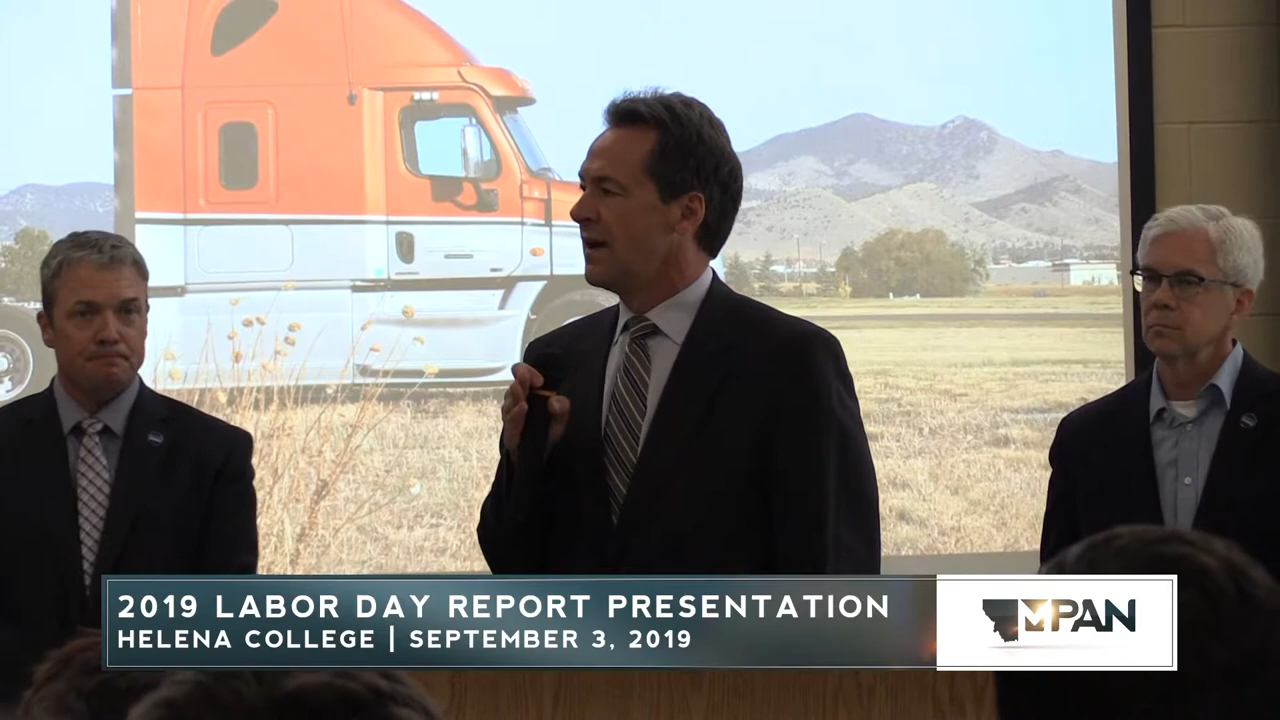 2019 LABOR DAY REPORT PRESENTATION
HELENA COLLEGE | SEPTEMBER 3, 2019
MPAN